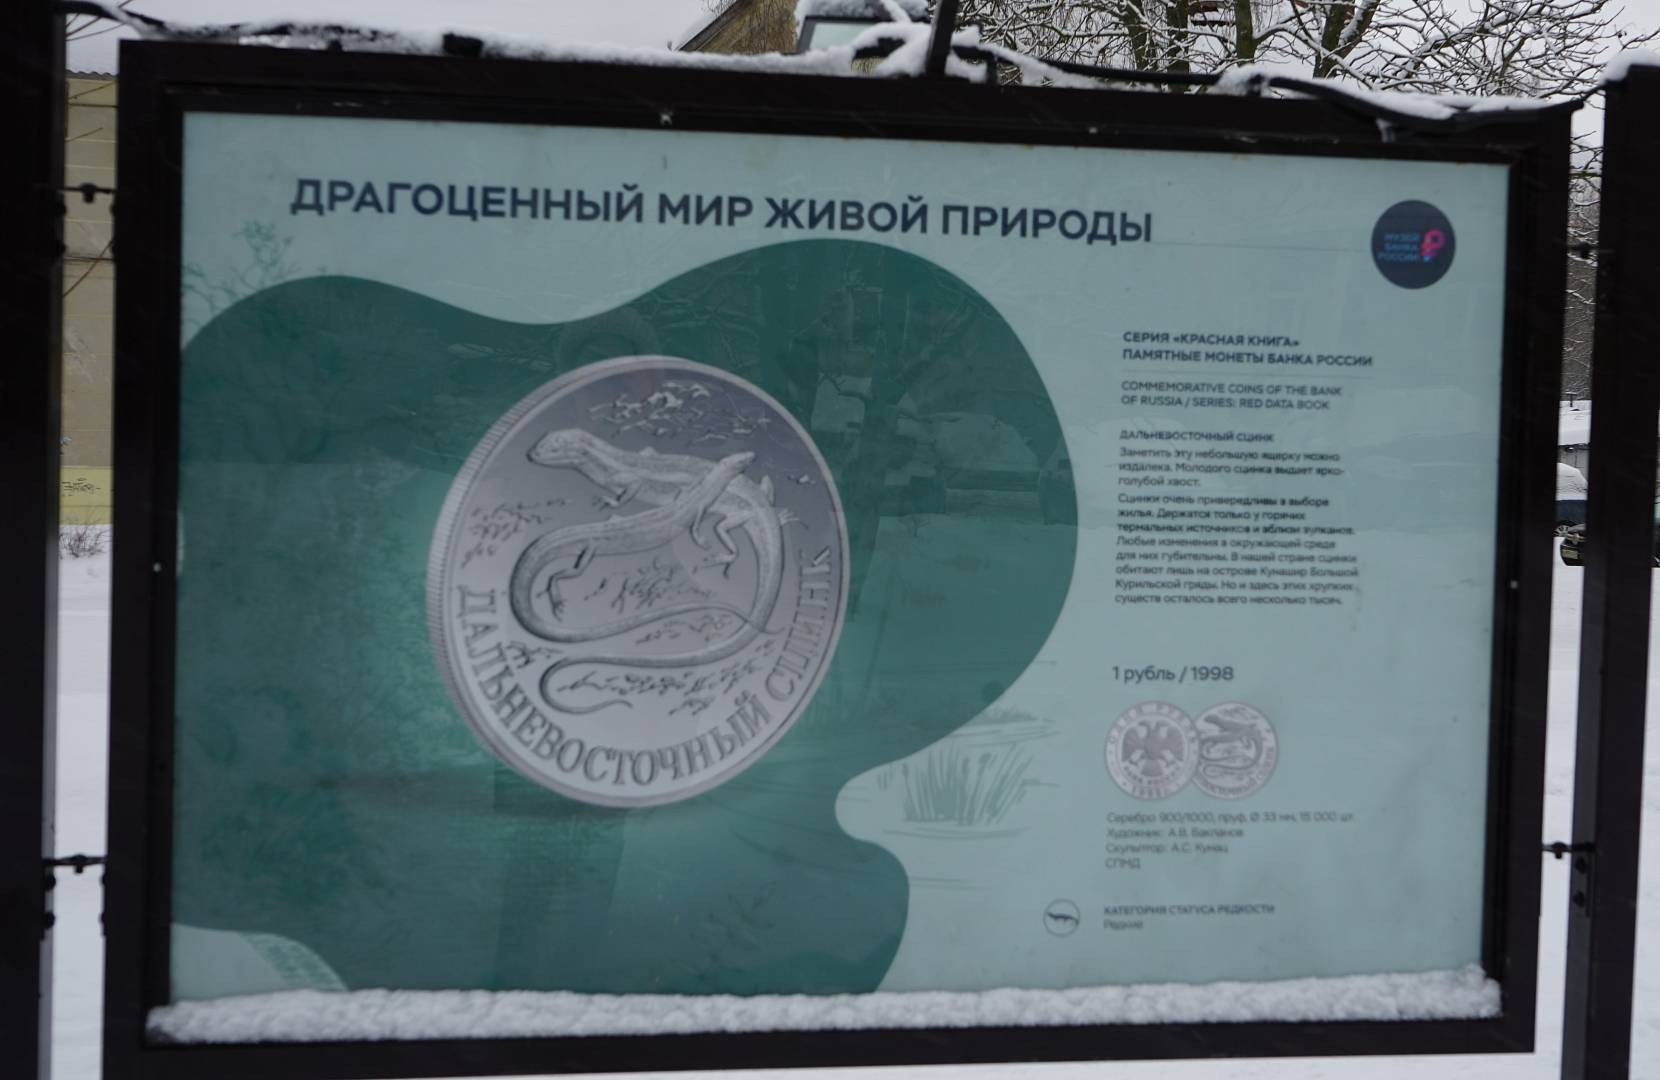 ДРАГОЦЕННЫЙ МИР ЖИВОЙ ПРИРОДЫ
МУЗЕЙ
БАНКА
РОССИИ
СЕРИЯ «КРАСНАЯ КНИГА»
ПАМЯТНЫЕ МОНЕТЫ БАНКА РОССИИ
COMMEMORATIVE COINS OF THE BANK
OF RUSSIA / SERIES: RED DATA BOOK
ДАЛЬНЕВОСТОЧНЫЙ СЦИНК
Заметить эту небольшую ящерку можно
издалека. Молодого сцинка выдает ярко-
голубой хвост.
Сцинки очень привередливы в выборе
жилья. Держатся только у горячих
термальных источников и вблизи вулканов.
Любые изменения в окружающей среде
для них губительны. В нашей стране сцинки
обитают лишь на острове Кунашир Большой
Курильской гряды. Но и здесь этих хрупких
существ осталось всего несколько тысяч.
ДАЛЬНЕВОСТОЧНЫЙ СЦИНК
1 рубль / 1998
Серебро 900/1000, пруф, Ø 33 мм, 15 000 шт.
Художник: А.В. Бакланов
Скульптор: А.С. Кунац
СПМД
КАТЕГОРИЯ СТАТУСА РЕДКОСТИ
Редкие